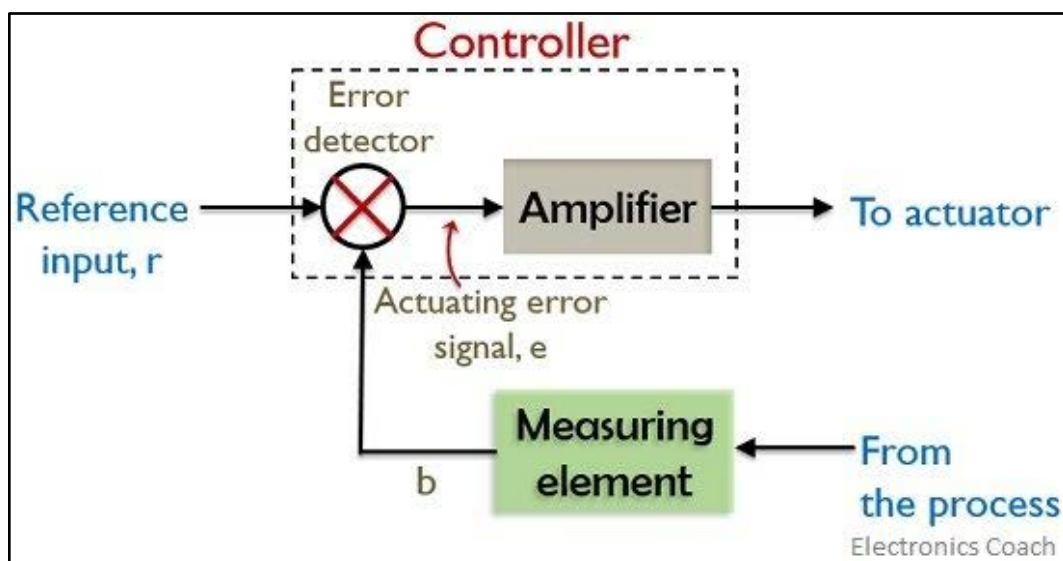 Controller
Error
detector
Reference
input, r
Amplifier
To actuator
Actuating error
signal, e
Measuring
element
b
From
the process
Electronics Coach